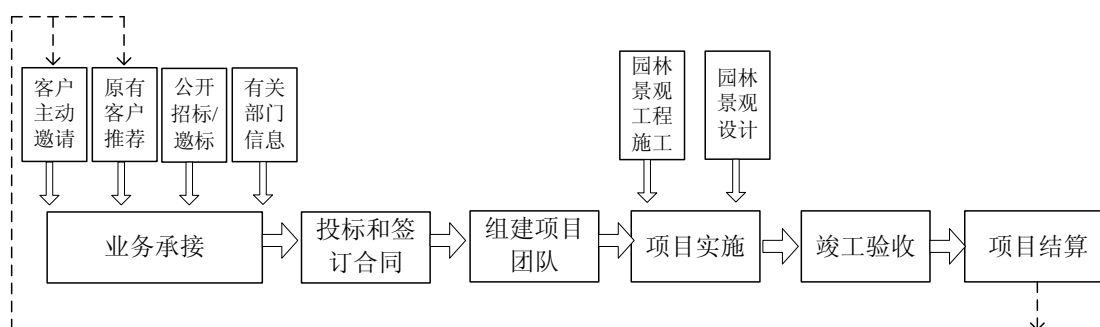 客户
主动
邀请
原有
客户
推荐
公开
招标/
邀标
有关
部门
信息
园林
景观
工程
施工
园林
景观
设计
业务承接
投标和签
订合同
组建项目
团队
项目实施
竣工验收
项目结算